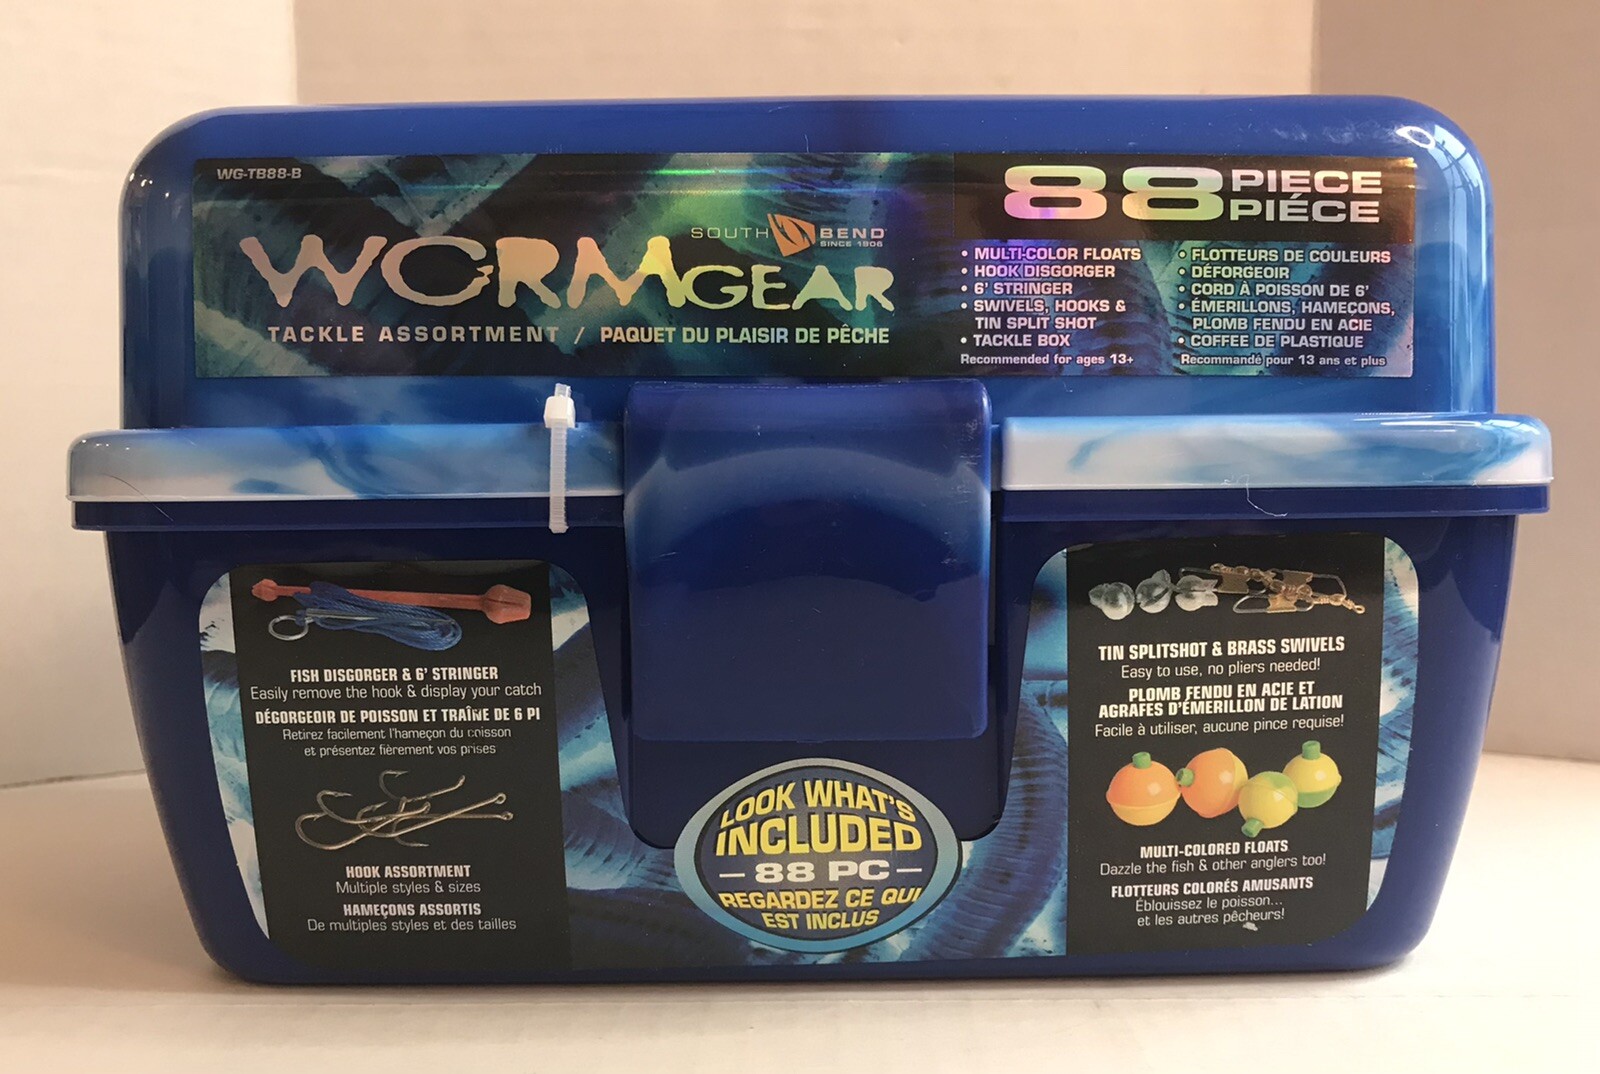 WG-TB88-B
SOUTH BEND
SINCE 1906
WORMGEAR
TACKLE ASSORTMENT / PAQUET DU PLAISIR DE PÊCHE
88 PIECE
PIÉCE
• MULTI-COLOR FLOATS
• HOOK DISGORGER
• 6' STRINGER
• SWIVELS, HOOKS &
TIN SPLIT SHOT
• TACKLE BOX
Recommended for ages 13+
• FLOTTEURS DE COULEURS
• DÉFORGEOIR
• CORD À POISSON DE 6'
• ÉMERILLONS, HAMEÇONS,
PLOMB FENDU EN ACIE
• COFFEE DE PLASTIQUE
Recommandé pour 13 ans et plus
FISH DISGORGER & 6' STRINGER
Easily remove the hook & display your catch
DÉGORGEOIR DE POISSON ET TRAÎNE DE 6 PI
Retirez facilement l'hameçon du poisson
et présentez fièrement vos prises
HOOK ASSORTMENT
Multiple styles & sizes
HAMEÇONS ASSORTIS
De multiples styles et des tailles
LOOK WHAT'S
INCLUDED
– 88 PC –
REGARDEZ CE QUI
EST INCLUS
TIN SPLITSHOT & BRASS SWIVELS
Easy to use, no pliers needed!
PLOMB FENDU EN ACIE ET
AGRAFES D'ÉMERILLON DE LATION
Facile à utiliser, aucune pince requise!
MULTI-COLORED FLOATS
Dazzle the fish & other anglers too!
FLOTTEURS COLORÉS AMUSANTS
Éblouissez le poisson...
et les autres pêcheurs!